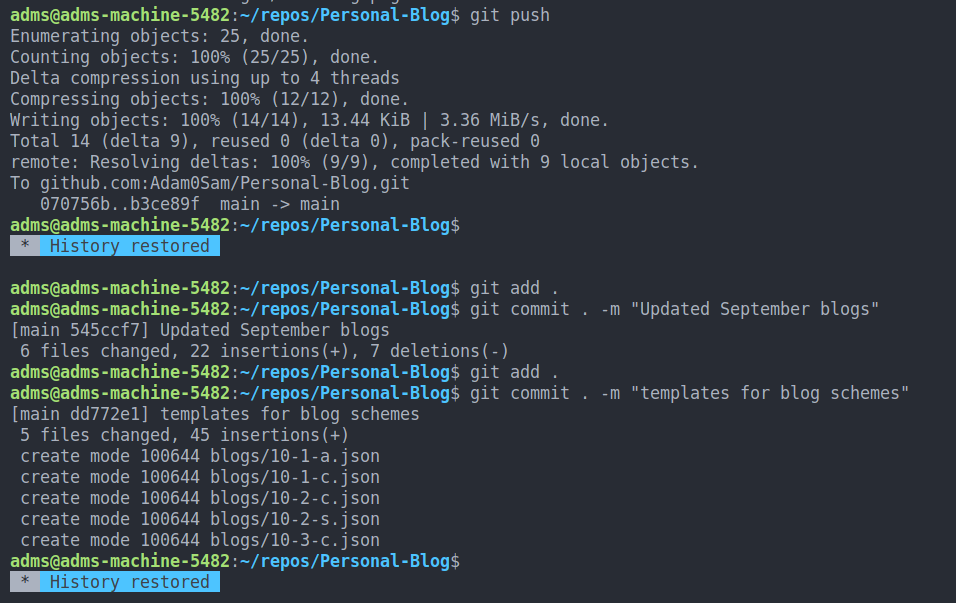 adms@adms-machine-5482:~/repos/Personal-Blog$ git push
Enumerating objects: 25, done.
Counting objects: 100% (25/25), done.
Delta compression using up to 4 threads
Compressing objects: 100% (12/12), done.
Writing objects: 100% (14/14), 13.44 KiB | 3.36 MiB/s, done.
Total 14 (delta 9), reused 0 (delta 0), pack-reused 0
remote: Resolving deltas: 100% (9/9), completed with 9 local objects.
To github.com:Adam0Sam/Personal-Blog.git
   070756b..b3ce89f  main -> main
adms@adms-machine-5482:~/repos/Personal-Blog$
 *  History restored
adms@adms-machine-5482:~/repos/Personal-Blog$ git add .
adms@adms-machine-5482:~/repos/Personal-Blog$ git commit . -m "Updated September blogs"
[main 545ccf7] Updated September blogs
 6 files changed, 22 insertions(+), 7 deletions(-)
adms@adms-machine-5482:~/repos/Personal-Blog$ git add .
adms@adms-machine-5482:~/repos/Personal-Blog$ git commit . -m "templates for blog schemes"
[main dd772e1] templates for blog schemes
 5 files changed, 45 insertions(+)
 create mode 100644 blogs/10-1-a.json
 create mode 100644 blogs/10-1-c.json
 create mode 100644 blogs/10-2-c.json
 create mode 100644 blogs/10-2-s.json
 create mode 100644 blogs/10-3-c.json
adms@adms-machine-5482:~/repos/Personal-Blog$
 *  History restored